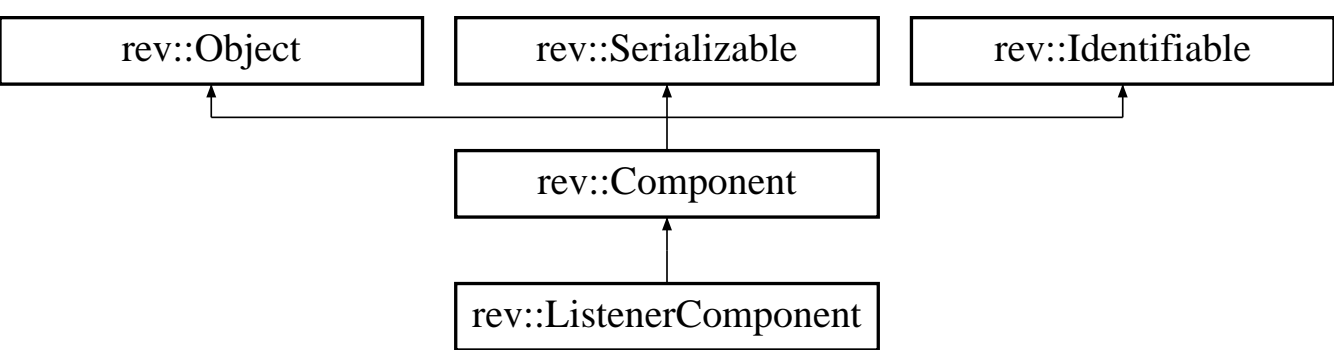 rev::Object
rev::Serializable
rev::Identifiable
rev::Component
rev::ListenerComponent